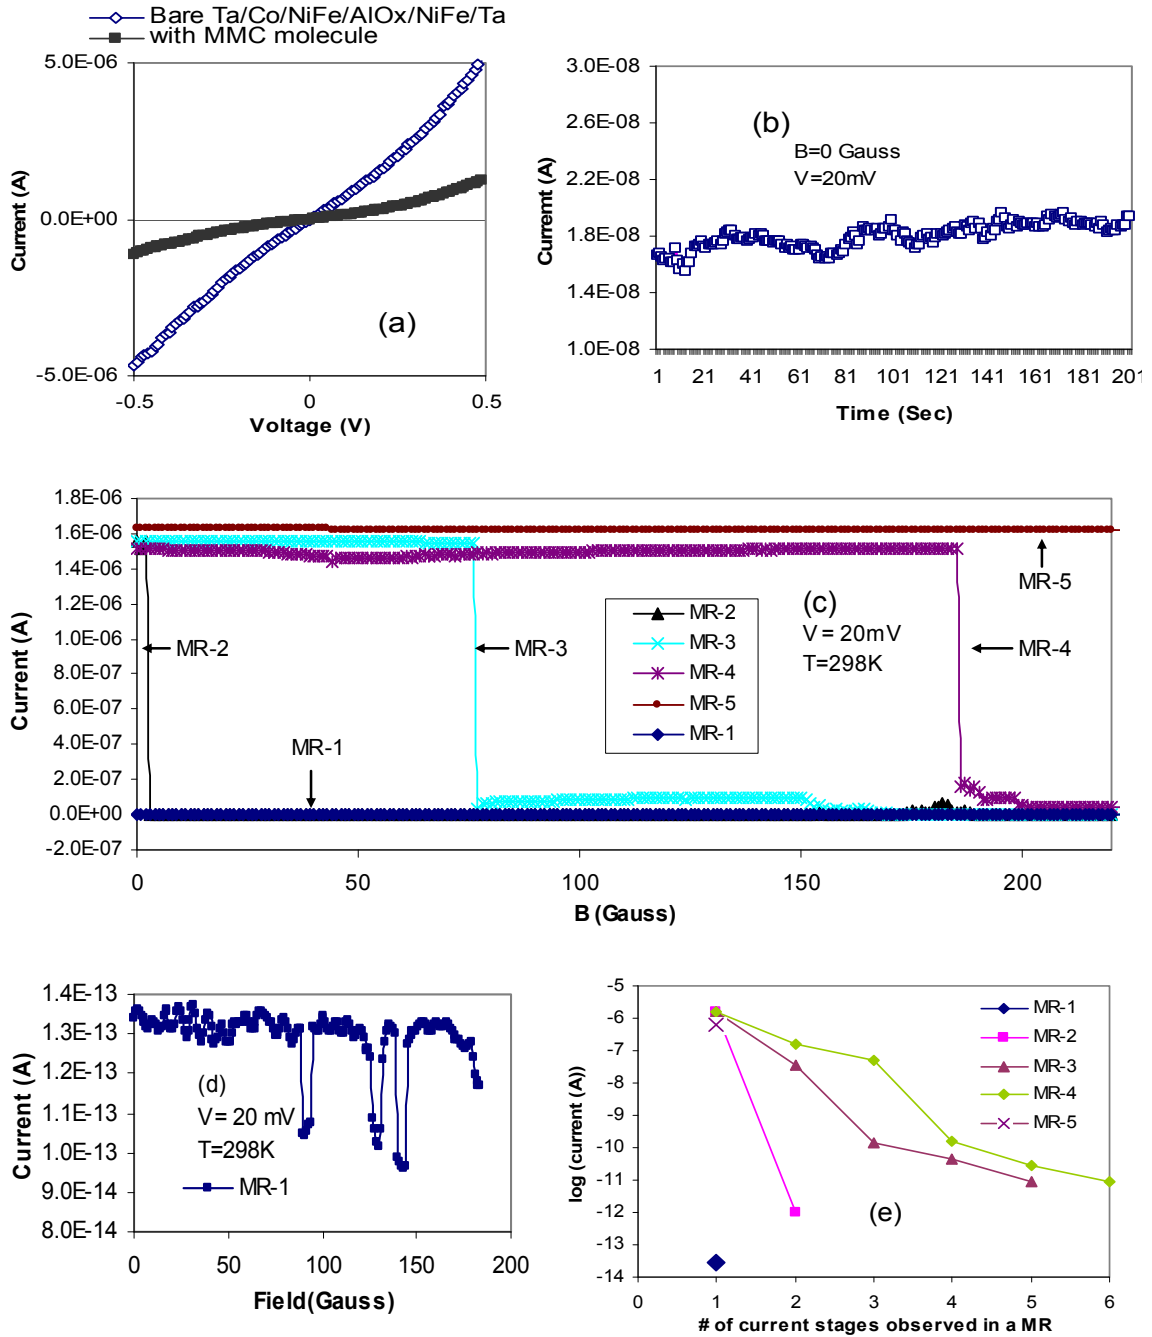 Bare Ta/Co/NiFe/AlOx/NiFe/Ta
with MMC molecule
5.0E-06
0.0E+00
-5.0E-06
Current (A)
(a)
-0.5
0
0.5
Voltage (V)
3.0E-08
2.6E-08
2.2E-08
1.8E-08
1.4E-08
1.0E-08
Curremt (A)
(b)
B=0 Gauss
V=20mV
1 21 41 61 81 101 121 141 161 181 201
Time (Sec)
1.8E-06
1.6E-06
1.4E-06
1.2E-06
1.0E-06
8.0E-07
6.0E-07
4.0E-07
2.0E-07
0.0E+00
-2.0E-07
Current (A)
MR-5
(c)
V = 20mV
T=298K
MR-2
MR-3
MR-4
MR-1
MR-2
MR-3
MR-4
MR-5
MR-1
0 50 100 150 200
B (Gauss)
1.4E-13
1.3E-13
1.2E-13
1.1E-13
1.0E-13
9.0E-14
8.0E-14
Current (A)
(d)
V = 20 mV
T=298K
MR-1
0 50 100 150 200
Field(Gauss)
-5
-6
-7
-8
-9
-10
-11
-12
-13
-14
log (current (A))
MR-1
MR-2
MR-3
MR-4
MR-5
(e)
0 1 2 3 4 5 6
# of current stages observed in a MR